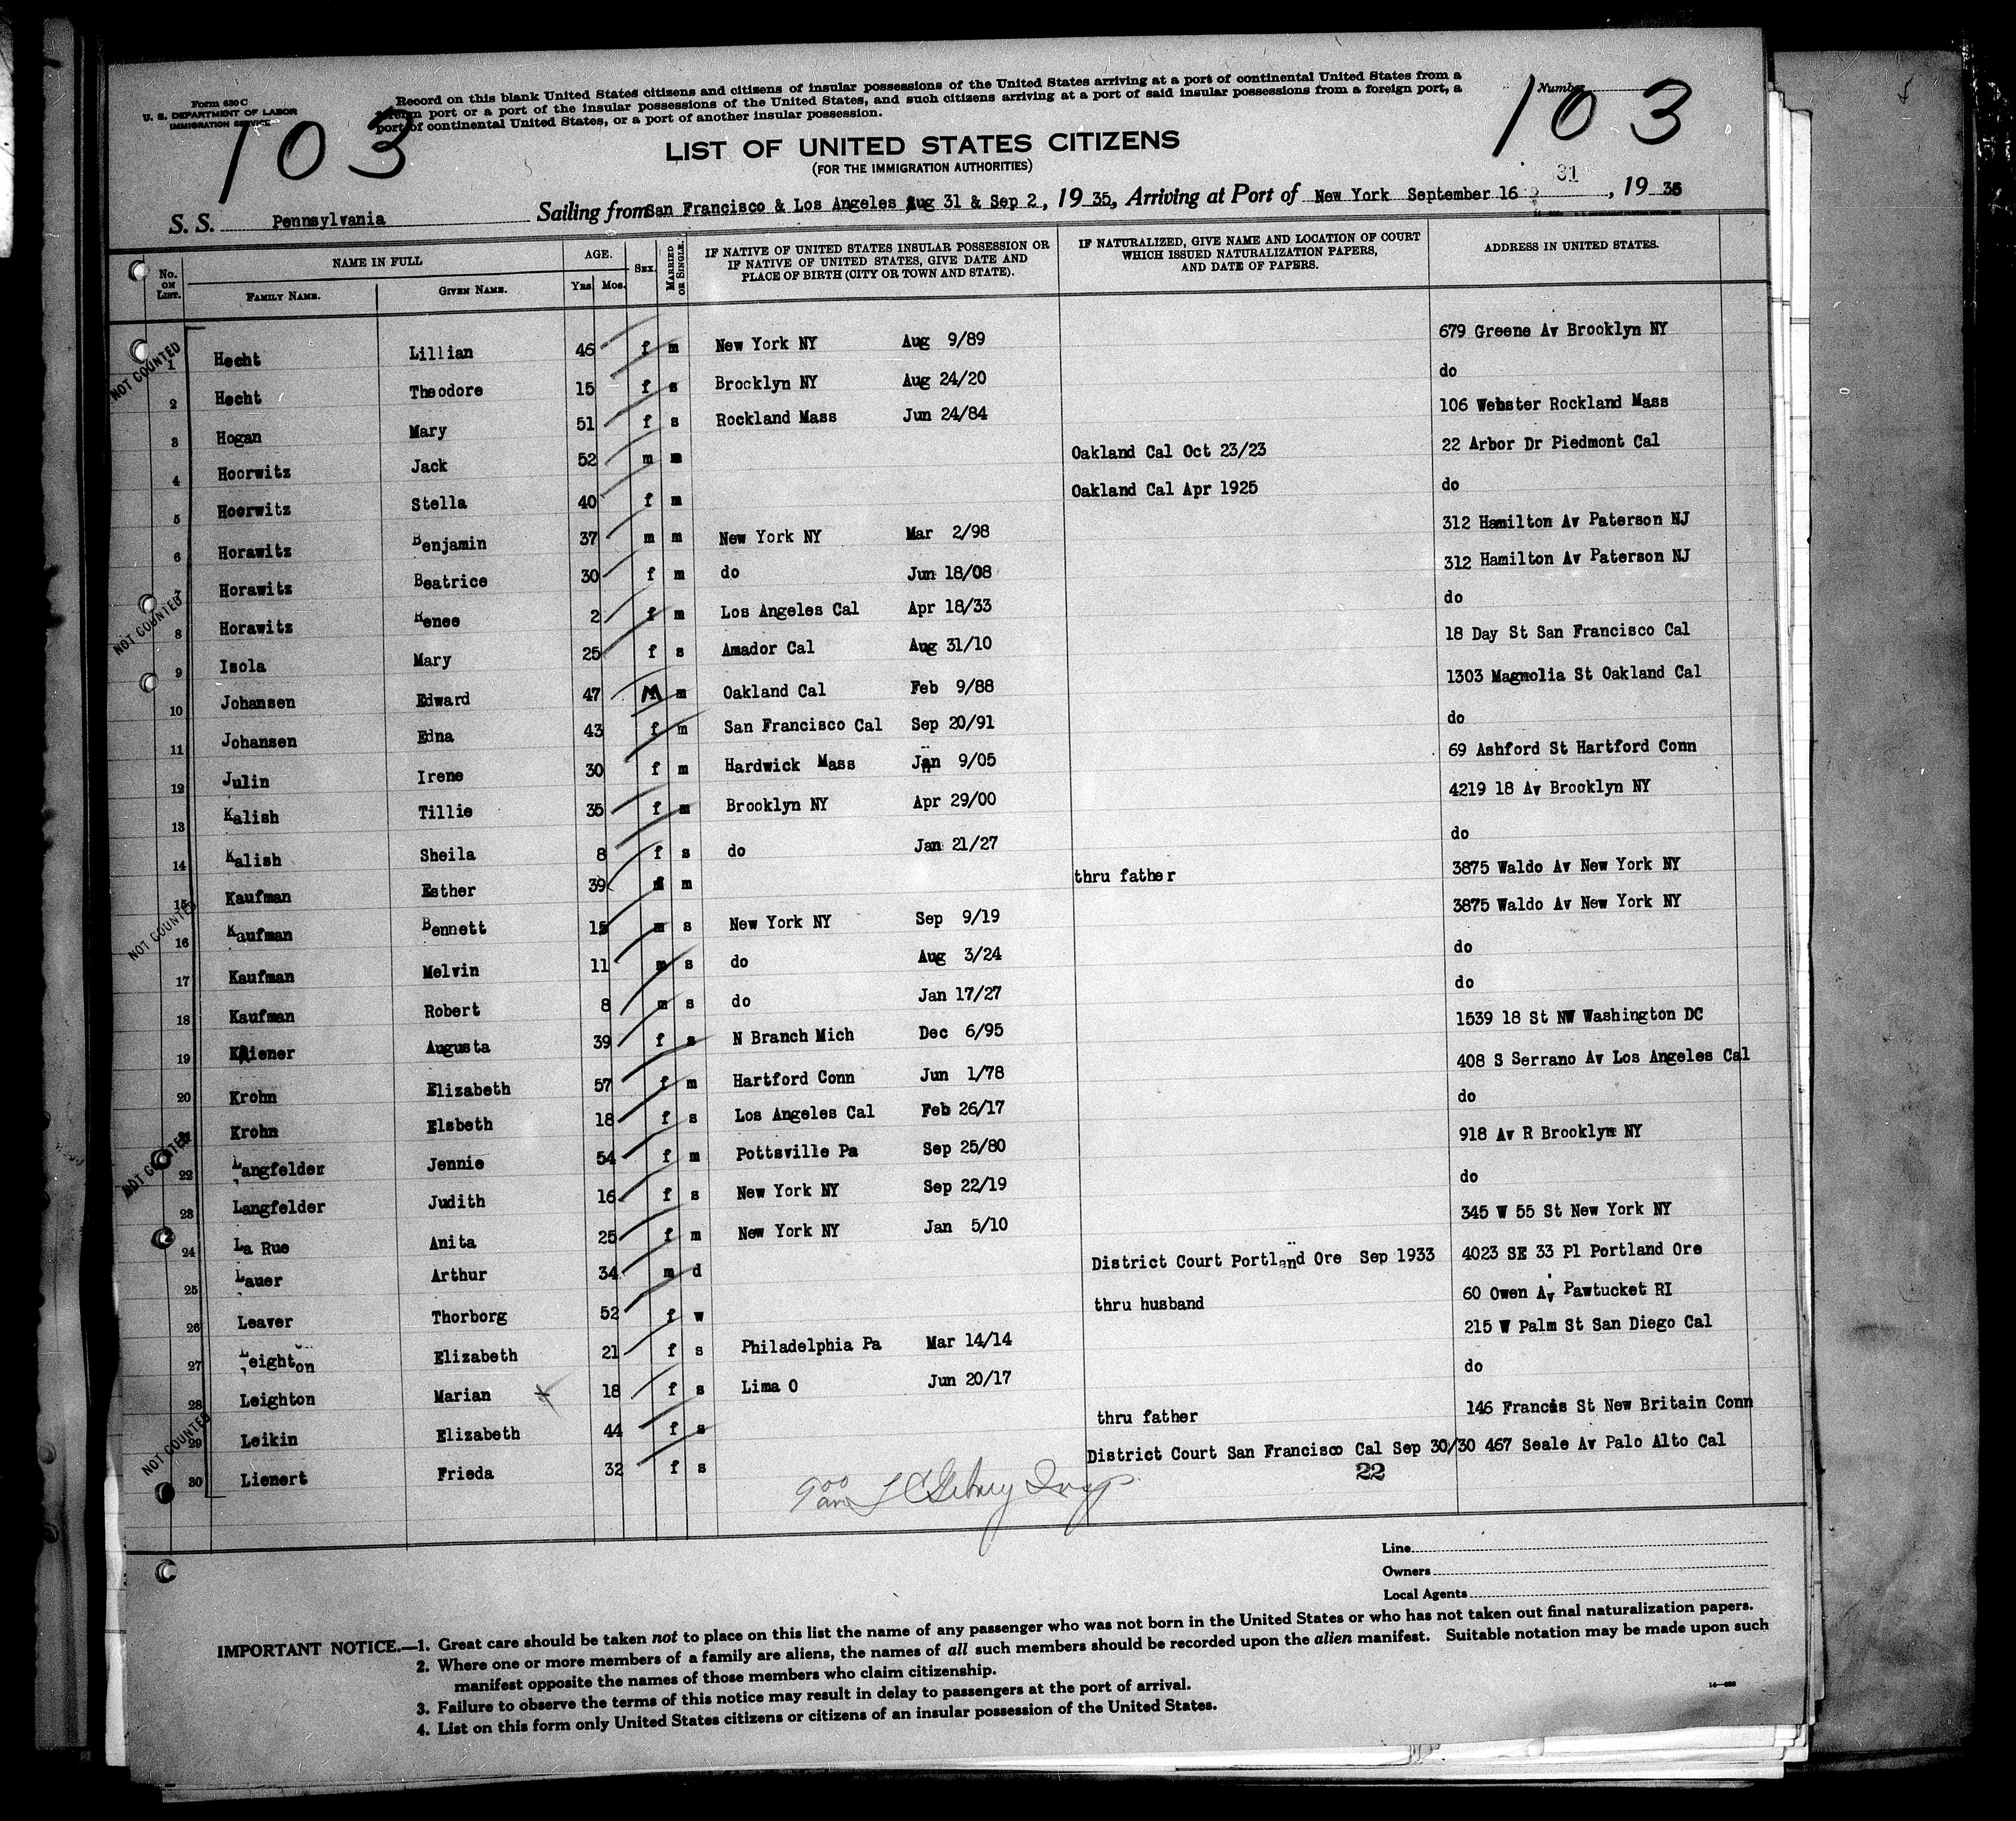 Form 630 C
U. S. DEPARTMENT OF LABOR
IMMIGRATION SERVICE
103
Record on this blank United States citizens and citizens of insular possessions of the United States arriving at a port of continental United States from a
foreign port or a port of the insular possessions of the United States, and such citizens arriving at a port of said insular possessions from a foreign port, a
port of continental United States, or a port of another insular possession.
Number
103
LIST OF UNITED STATES CITIZENS
(FOR THE IMMIGRATION AUTHORITIES)
S. S. Pennsylvania Sailing from San Francisco & Los Angeles Aug 31 & Sep 2, 1935, Arriving at Port of New York September 16 31, 1935
No. ON LIST. NAME IN FULL FAMILY NAME. GIVEN NAME. AGE. Yrs. Mos. SEX. MARRIED OR SINGLE. IF NATIVE OF UNITED STATES INSULAR POSSESSION OR IF NATIVE OF UNITED STATES, GIVE DATE AND PLACE OF BIRTH (CITY OR TOWN AND STATE). IF NATURALIZED, GIVE NAME AND LOCATION OF COURT WHICH ISSUED NATURALIZATION PAPERS, AND DATE OF PAPERS. ADDRESS IN UNITED STATES.
NOT COUNTED
1 Hecht Lillian 46 f m New York NY Aug 9/89 679 Greene Av Brooklyn NY
2 Hecht Theodore 15 f s Brooklyn NY Aug 24/20 do
3 Hogan Mary 51 f s Rockland Mass Jun 24/84 106 Webster Rockland Mass
4 Hoorwitz Jack 52 m m Oakland Cal Oct 23/23 22 Arbor Dr Piedmont Cal
5 Hoorwitz Stella 40 f m Oakland Cal Apr 1925 do
6 Horawitz Benjamin 37 m m New York NY Mar 2/98 312 Hamilton Av Paterson NJ
7 Horawitz Beatrice 30 f m do Jun 18/08 312 Hamilton Av Paterson NJ
NOT COUNTED
8 Horawitz Renee 2 f m Los Angeles Cal Apr 18/33 do
9 Isola Mary 25 f s Amador Cal Aug 31/10 18 Day St San Francisco Cal
10 Johansen Edward 47 M m Oakland Cal Feb 9/88 1303 Magnolia St Oakland Cal
11 Johansen Edna 43 f m San Francisco Cal Sep 20/91 do
12 Julin Irene 30 f m Hardwick Mass Jan 9/05 69 Ashford St Hartford Conn
13 Kalish Tillie 35 f m Brooklyn NY Apr 29/00 4219 18 Av Brooklyn NY
14 Kalish Sheila 8 f s do Jan 21/27 do
15 Kaufman Esther 39 f m thru father 3875 Waldo Av New York NY
NOT COUNTED
16 Kaufman Bennett 15 m s New York NY Sep 9/19 3875 Waldo Av New York NY
17 Kaufman Melvin 11 m s do Aug 3/24 do
18 Kaufman Robert 8 m s do Jan 17/27 do
19 Kliener Augusta 39 f s N Branch Mich Dec 6/95 1539 18 St NW Washington DC
20 Krohn Elizabeth 57 f m Hartford Conn Jun 1/78 408 S Serrano Av Los Angeles Cal
21 Krohn Elsbeth 18 f s Los Angeles Cal Feb 26/17 do
NOT COUNTED
22 Langfelder Jennie 54 f m Pottsville Pa Sep 25/80 918 Av R Brooklyn NY
23 Langfelder Judith 16 f s New York NY Sep 22/19 do
24 La Rue Anita 25 f m New York NY Jan 5/10 345 W 55 St New York NY
25 Lauer Arthur 34 m d District Court Portland Ore Sep 1933 4023 SE 33 Pl Portland Ore
26 Leaver Thorborg 52 f w thru husband 60 Owen Av Pawtucket RI
27 Leighton Elizabeth 21 f s Philadelphia Pa Mar 14/14 215 W Palm St San Diego Cal
28 Leighton Marian 18 f s Lima O Jun 20/17 do
NOT COUNTED
29 Leikin Elizabeth 44 f s thru father 146 Francis St New Britain Conn
30 Lienert Frieda 32 f s District Court San Francisco Cal Sep 30/30 467 Seale Av Palo Alto Cal
22
Line
Owners
Local Agents
IMPORTANT NOTICE.—1. Great care should be taken not to place on this list the name of any passenger who was not born in the United States or who has not taken out final naturalization papers.
2. Where one or more members of a family are aliens, the names of all such members should be recorded upon the alien manifest. Suitable notation may be made upon such
manifest opposite the names of those members who claim citizenship.
3. Failure to observe the terms of this notice may result in delay to passengers at the port of arrival.
4. List on this form only United States citizens or citizens of an insular possession of the United States.